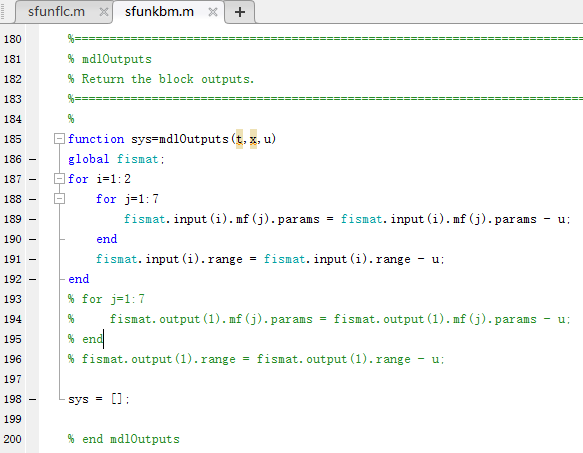 sfunflc.m × sfunkbm.m × +
180 %==========================================================================
181 % mdlOutputs
182 % Return the block outputs.
183 %==========================================================================
184 %
185 function sys=mdlOutputs(t,x,u)
186 global fismat;
187 for i=1:2
188     for j=1:7
189         fismat.input(i).mf(j).params = fismat.input(i).mf(j).params - u;
190     end
191     fismat.input(i).range = fismat.input(i).range - u;
192 end
193 % for j=1:7
194 %     fismat.output(1).mf(j).params = fismat.output(1).mf(j).params - u;
195 % end
196 % fismat.output(1).range = fismat.output(1).range - u;
197
198 sys = [];
199
200 % end mdlOutputs